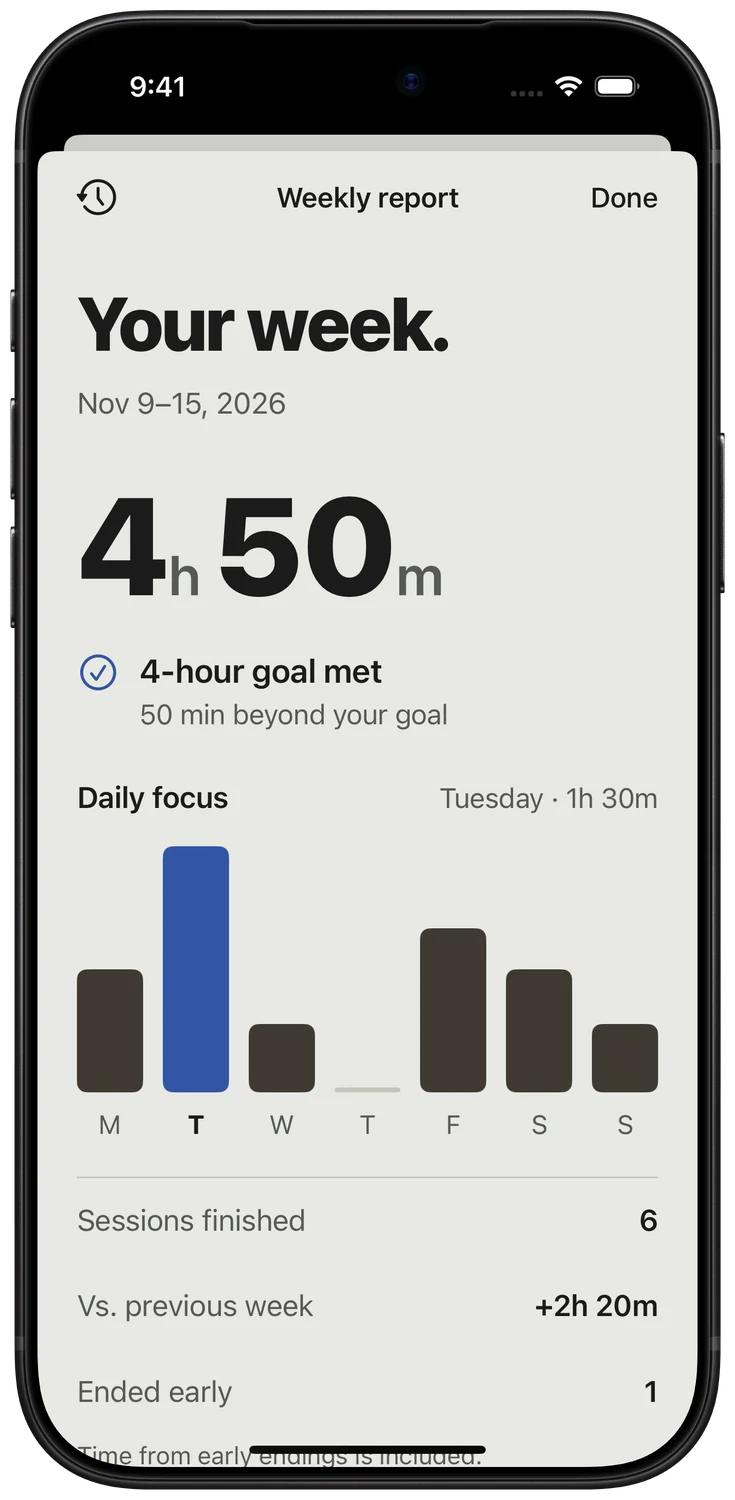 9:41
Weekly report Done
Your week.
Nov 9–15, 2026
4h 50m
4-hour goal met
50 min beyond your goal
Daily focus Tuesday · 1h 30m
M T W T F S S
Sessions finished 6
Vs. previous week +2h 20m
Ended early 1
Time from early endings is included.